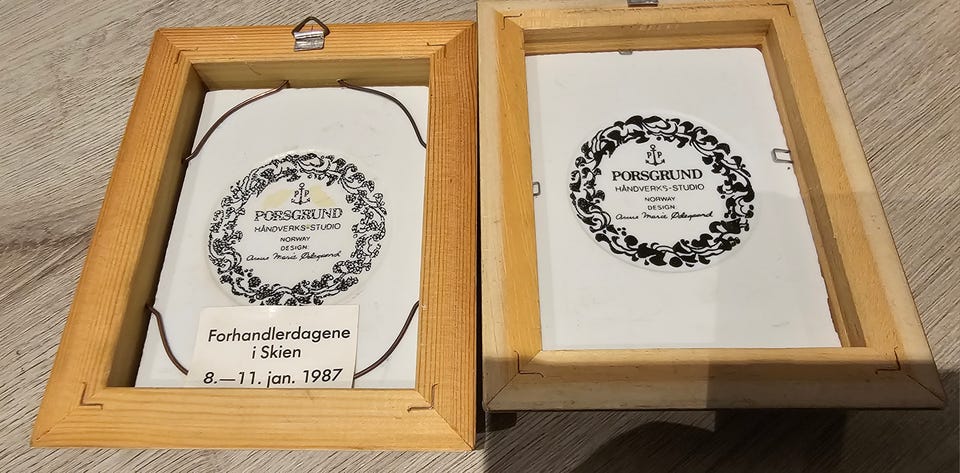 P P
PORSGRUND
HÅNDVERKS-STUDIO
NORWAY
DESIGN:
Anne Marie Ødegaard
Forhandlerdagene
i Skien
8.—11. jan. 1987
P P
PORSGRUND
HÅNDVERKS-STUDIO
NORWAY
DESIGN:
Anne Marie Ødegaard